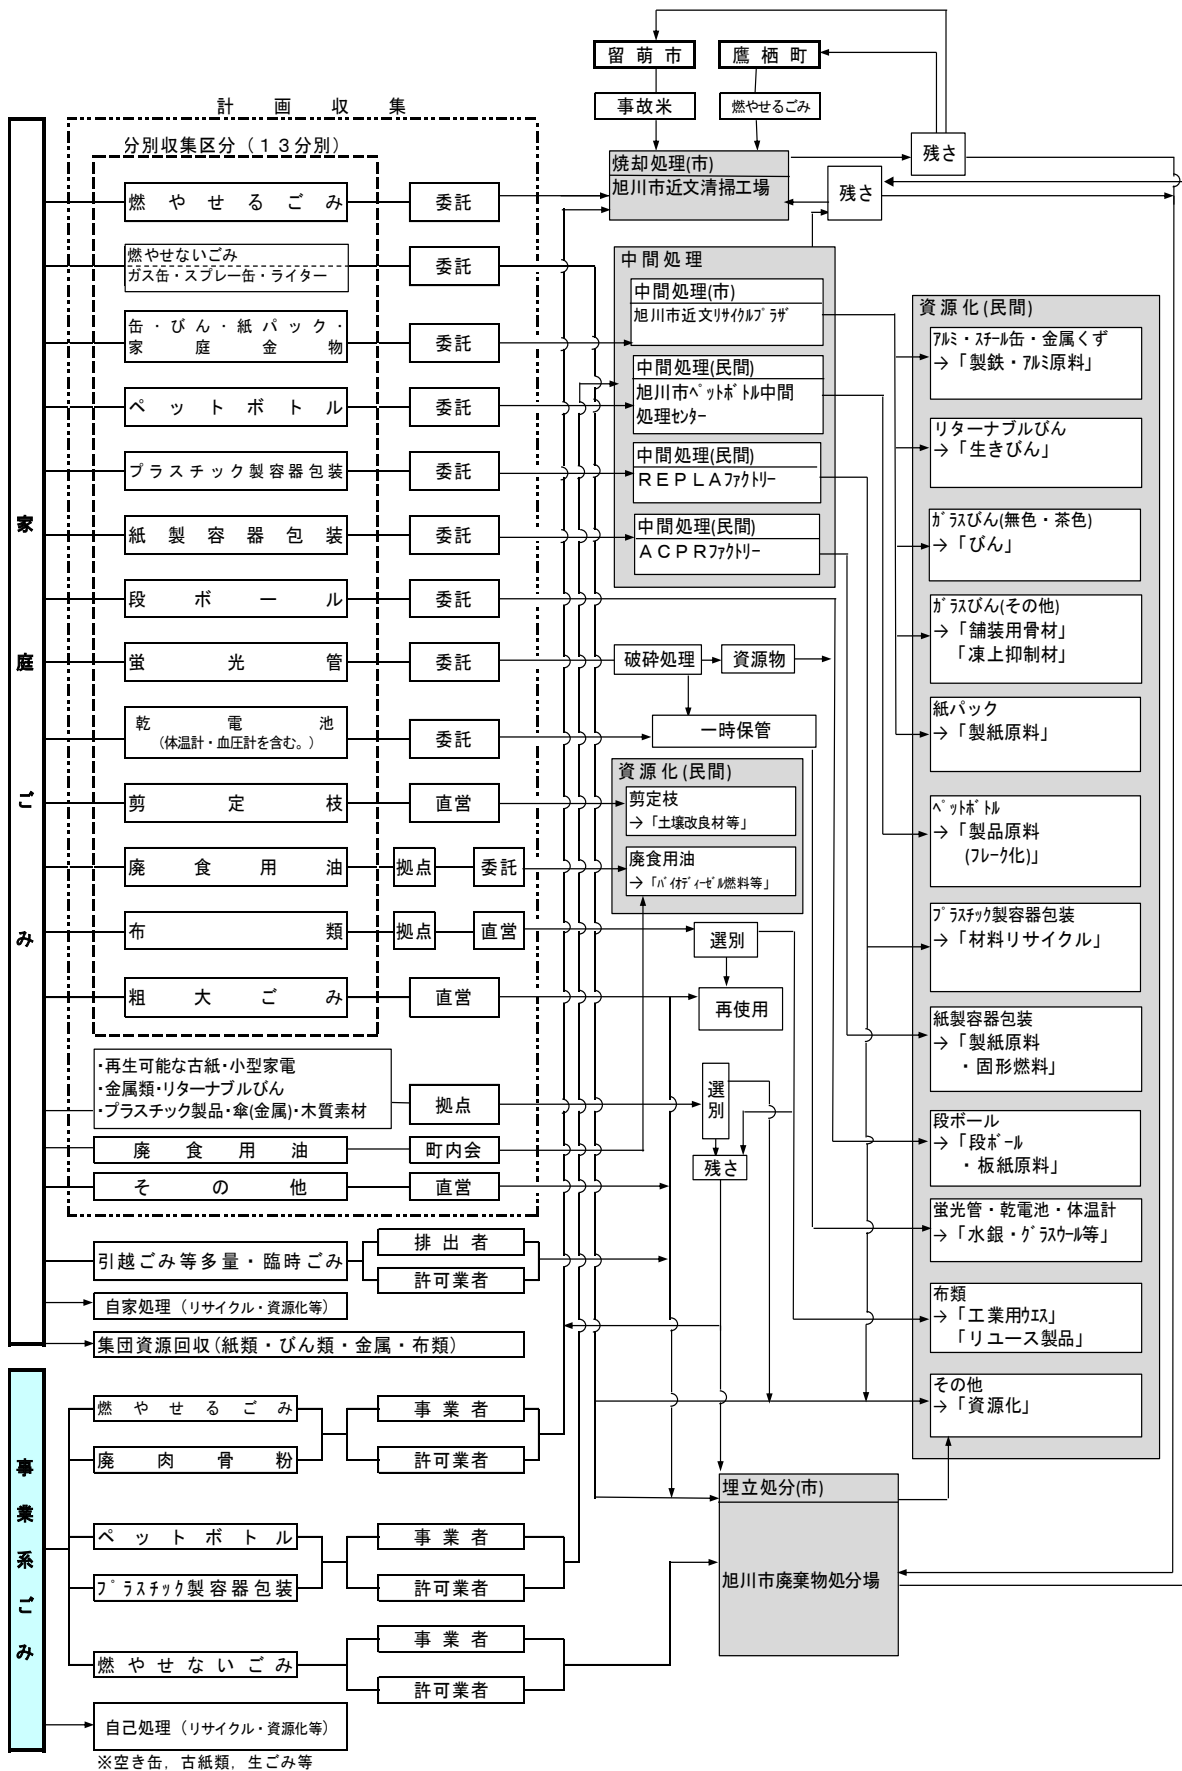 留萌市
鷹栖町
事故米
燃やせるごみ
計画収集
分別収集区分（１３分別）
残さ
残さ
焼却処理(市)
旭川市近文清掃工場
家庭ごみ
燃やせるごみ
委託
燃やせないごみ
ガス缶・スプレー缶・ライター
委託
缶・びん・紙パック・
家庭金物
委託
ペットボトル
委託
プラスチック製容器包装
委託
紙製容器包装
委託
段ボール
委託
蛍光管
委託
乾電池
（体温計・血圧計を含む。）
委託
剪定枝
直営
廃食用油
拠点
委託
布類
拠点
直営
粗大ごみ
直営
・再生可能な古紙・小型家電
・金属類・リターナブルびん
・プラスチック製品・傘(金属)・木質素材
拠点
廃食用油
町内会
その他
直営
引越ごみ等多量・臨時ごみ
排出者
許可業者
自家処理（リサイクル・資源化等）
集団資源回収(紙類・びん類・金属・布類)
中間処理
中間処理(市)
旭川市近文ﾘｻｲｸﾙﾌﾟﾗｻﾞ
中間処理(民間)
旭川市ﾍﾟｯﾄﾎﾞﾄﾙ中間
処理ｾﾝﾀｰ
中間処理(民間)
ＲＥＰＬＡﾌｧｸﾄﾘｰ
中間処理(民間)
ＡＣＰＲﾌｧｸﾄﾘｰ
破砕処理
資源物
一時保管
資源化(民間)
剪定枝
→「土壌改良材等」
廃食用油
→「ﾊﾞｲｵﾃﾞｨｰｾﾞﾙ燃料等」
選別
再使用
選別
残さ
資源化(民間)
ｱﾙﾐ・ｽﾁｰﾙ缶・金属くず
→「製鉄・ｱﾙﾐ原料」
リターナブルびん
→「生きびん」
ｶﾞﾗｽびん(無色・茶色)
→「びん」
ｶﾞﾗｽびん(その他)
→「舗装用骨材」
「凍上抑制材」
紙パック
→「製紙原料」
ﾍﾟｯﾄﾎﾞﾄﾙ
→「製品原料
(ﾌﾚｰｸ化)」
ﾌﾟﾗｽﾁｯｸ製容器包装
→「材料リサイクル」
紙製容器包装
→「製紙原料
・固形燃料」
段ボール
→「段ﾎﾞｰﾙ
・板紙原料」
蛍光管・乾電池・体温計
→「水銀・ｸﾞﾗｽｳｰﾙ等」
布類
→「工業用ｳｴｽ」
「リユース製品」
その他
→「資源化」
埋立処分(市)
旭川市廃棄物処分場
事業系ごみ
燃やせるごみ
事業者
廃肉骨粉
許可業者
ペットボトル
事業者
ﾌﾟﾗｽﾁｯｸ製容器包装
許可業者
燃やせないごみ
事業者
許可業者
自己処理（リサイクル・資源化等）
※空き缶，古紙類，生ごみ等